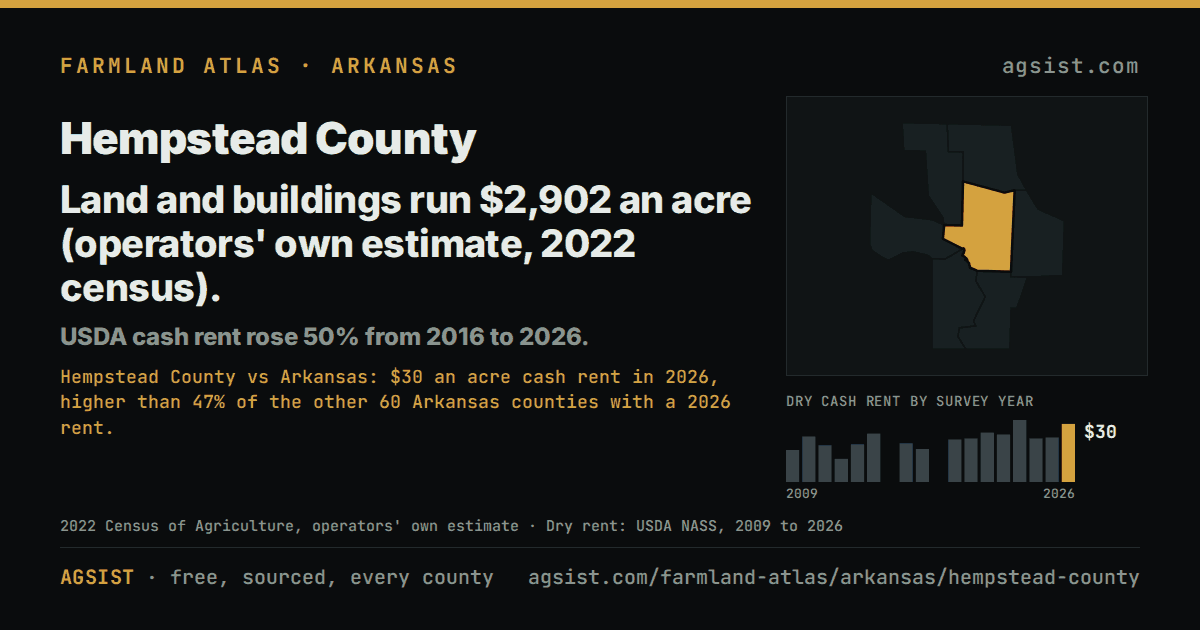 FARMLAND ATLAS · ARKANSAS
agsist.com
Hempstead County
Land and buildings run $2,902 an acre
(operators' own estimate, 2022
census).
USDA cash rent rose 50% from 2016 to 2026.
Hempstead County vs Arkansas: $30 an acre cash rent in 2026,
higher than 47% of the other 60 Arkansas counties with a 2026
rent.
DRY CASH RENT BY SURVEY YEAR
$30
2009
2026
2022 Census of Agriculture, operators' own estimate · Dry rent: USDA NASS, 2009 to 2026
AGSIST · free, sourced, every county
agsist.com/farmland-atlas/arkansas/hempstead-county